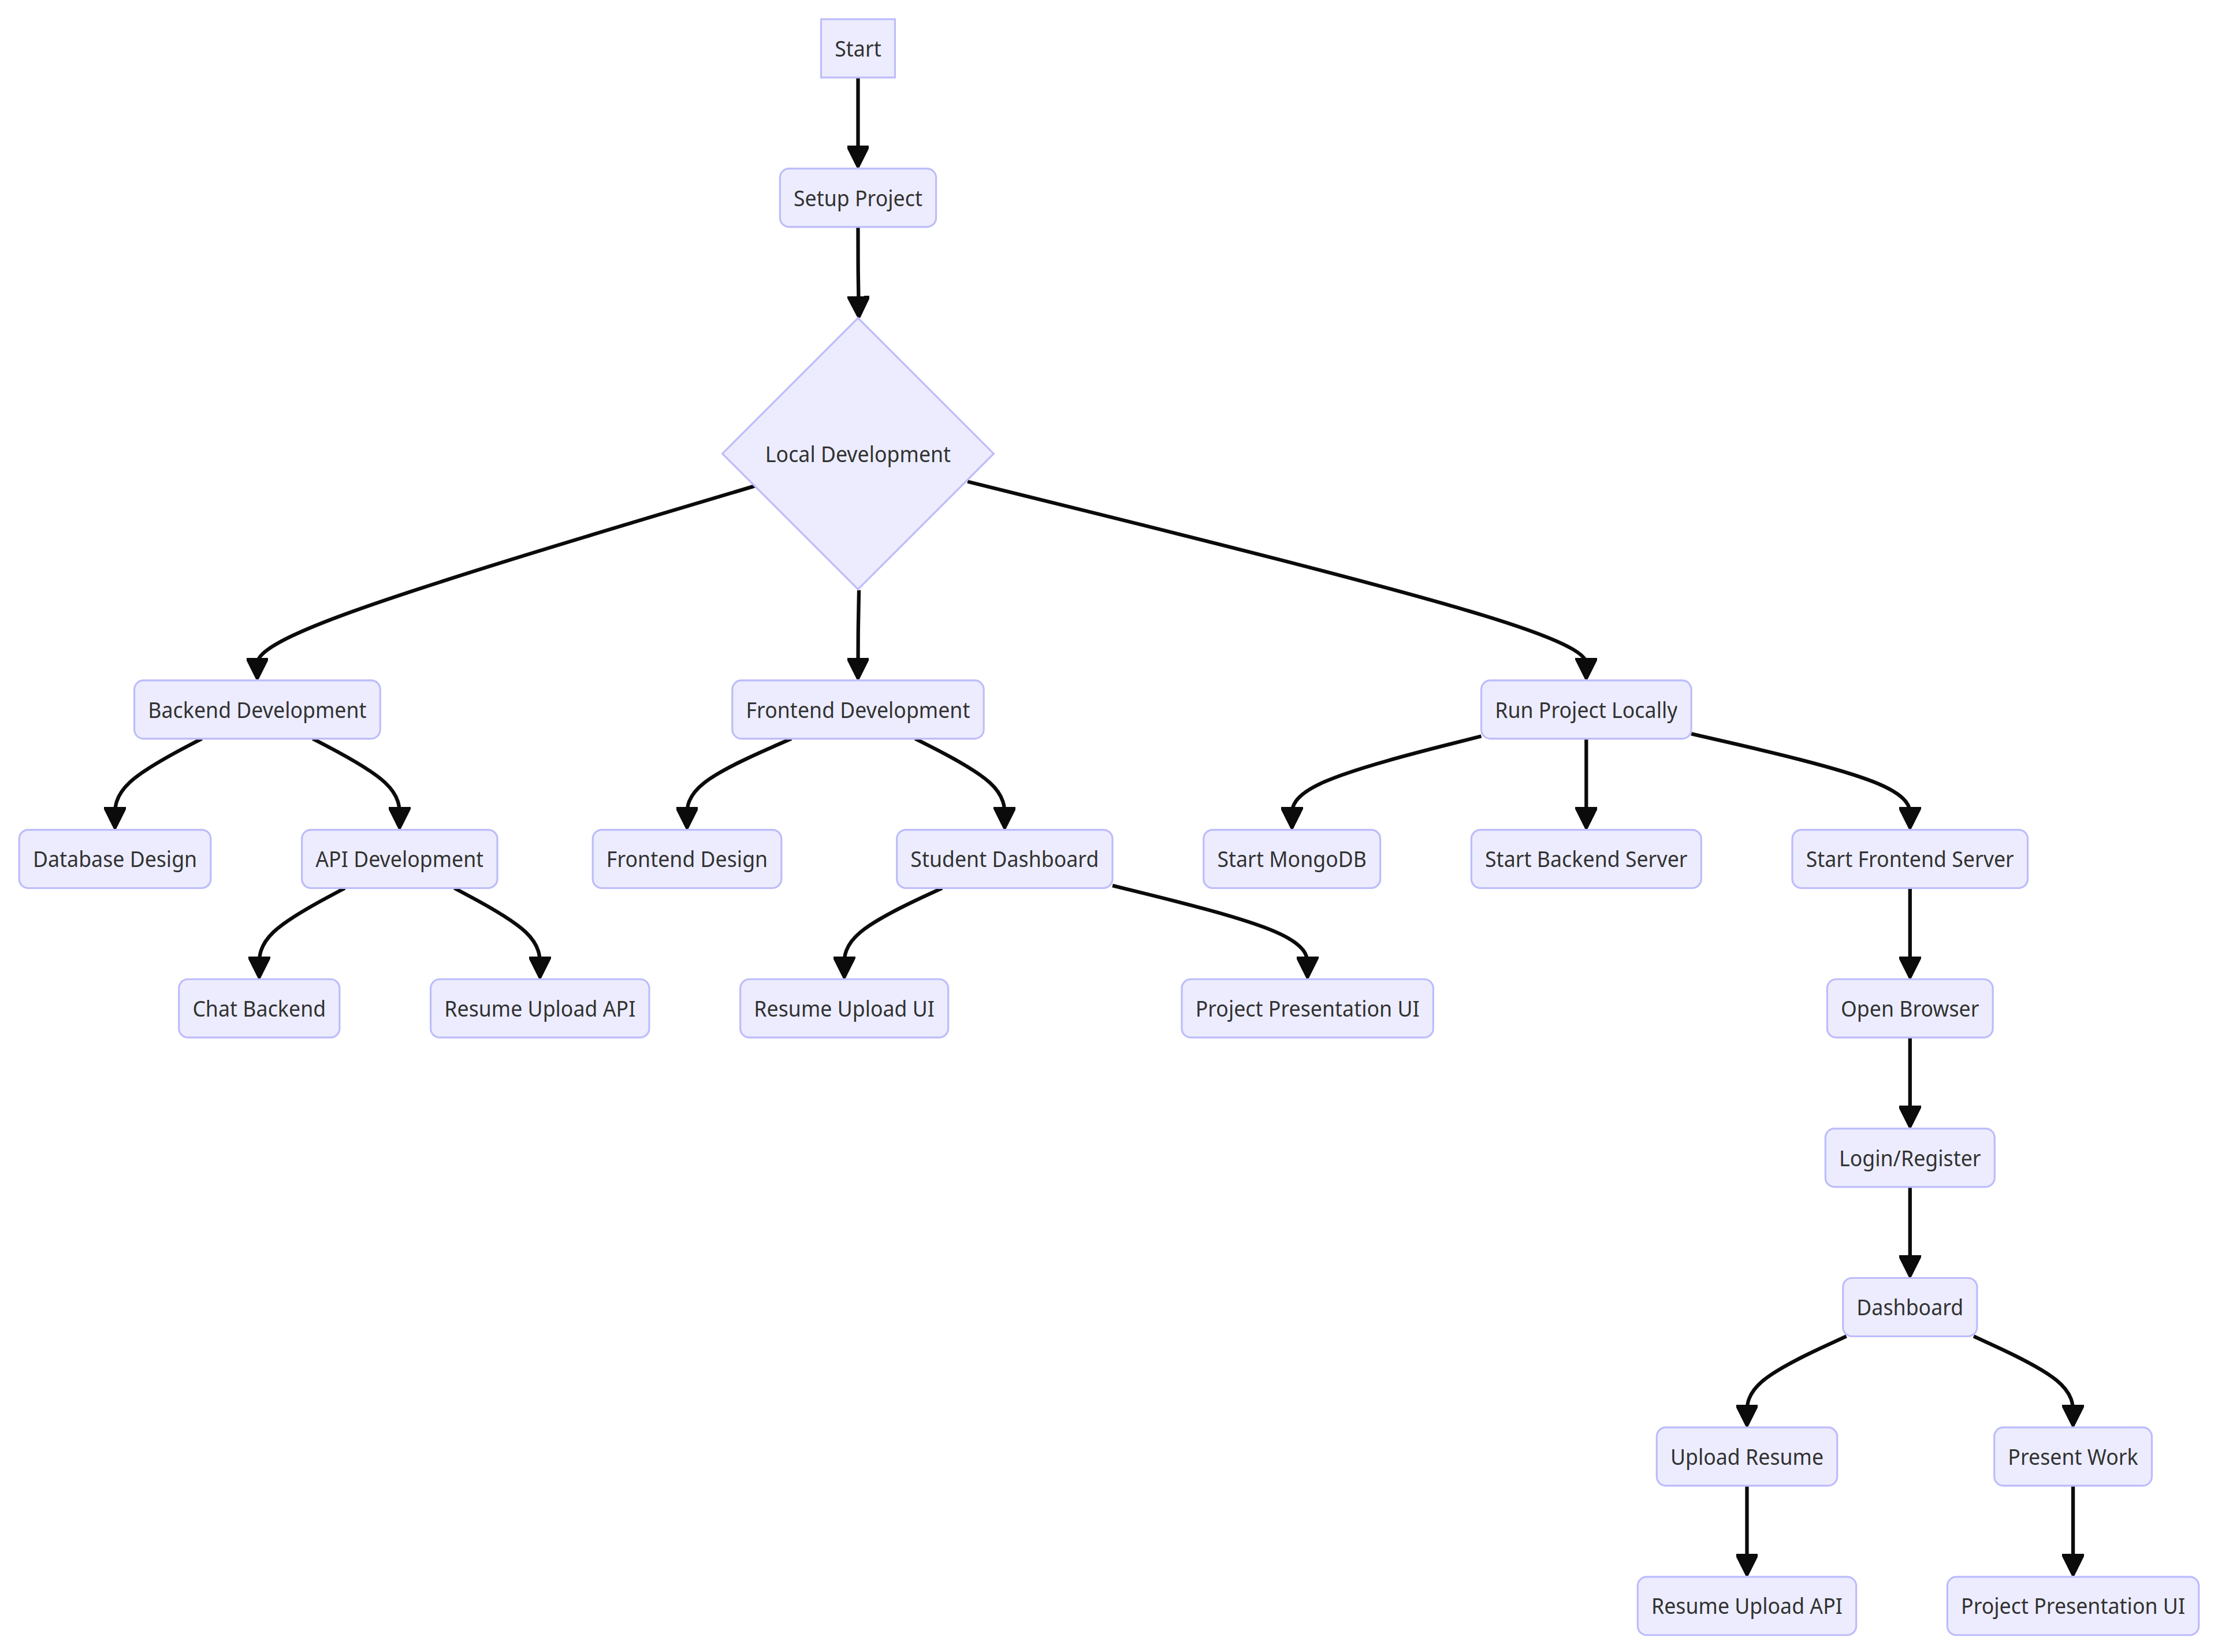 Start
Setup Project
Local Development
Backend Development
Frontend Development
Run Project Locally
Database Design
API Development
Frontend Design
Student Dashboard
Start MongoDB
Start Backend Server
Start Frontend Server
Chat Backend
Resume Upload API
Resume Upload UI
Project Presentation UI
Open Browser
Login/Register
Dashboard
Upload Resume
Present Work
Resume Upload API
Project Presentation UI